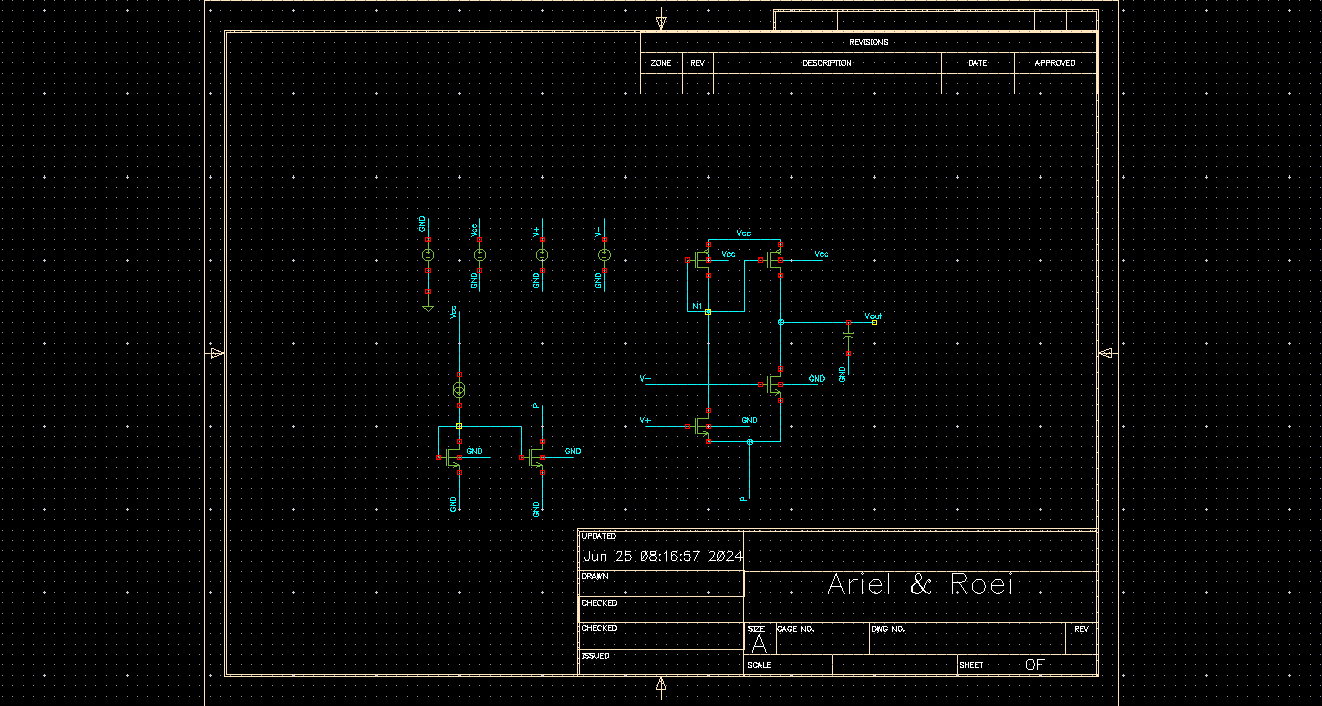 REVISIONS
ZONE REV DESCRIPTION DATE APPROVED
GND Vcc V+ V-
GND GND GND
Vcc
Vcc Vcc
N1
Vcc
Vout
V- GND GND
P
V+ GND
GND GND
GND GND P
UPDATED
Jun 25 08:16:57 2024
DRAWN
Ariel & Roei
CHECKED
CHECKED
SIZE CAGE NO. DWG NO. REV
A
ISSUED
SCALE SHEET OF